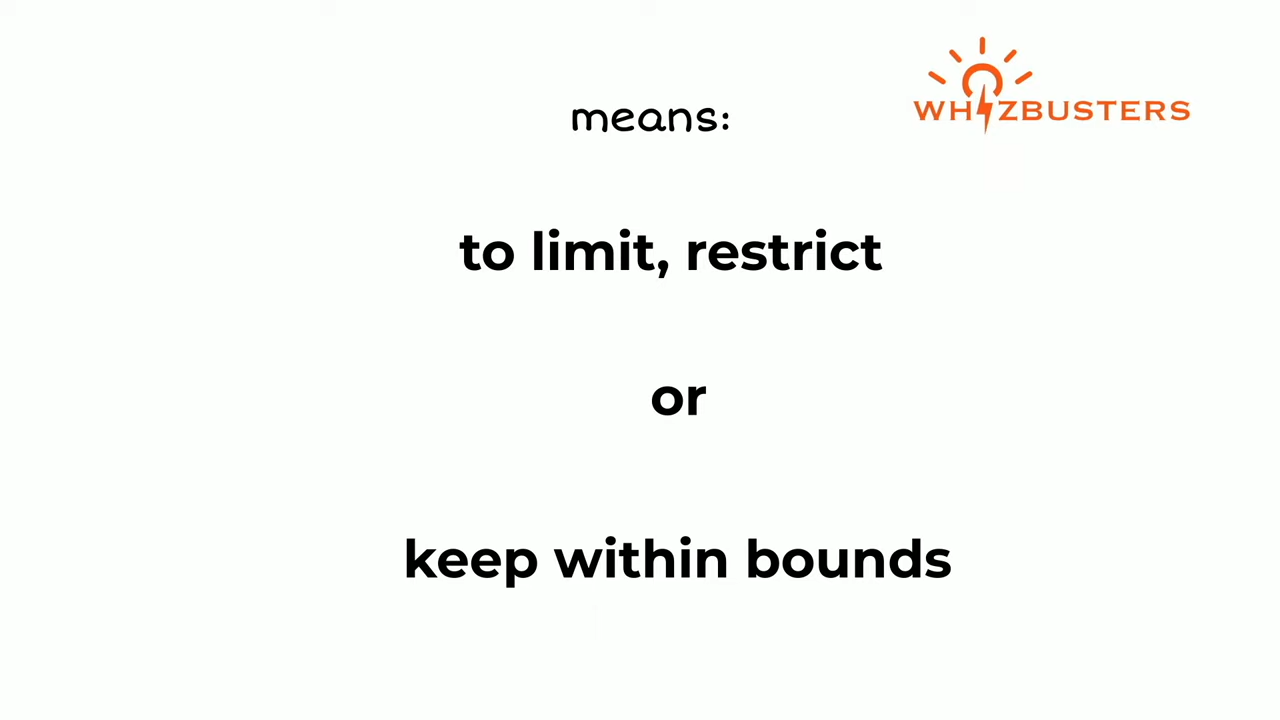 WHIZBUSTERS
means:
to limit, restrict
or
keep within bounds